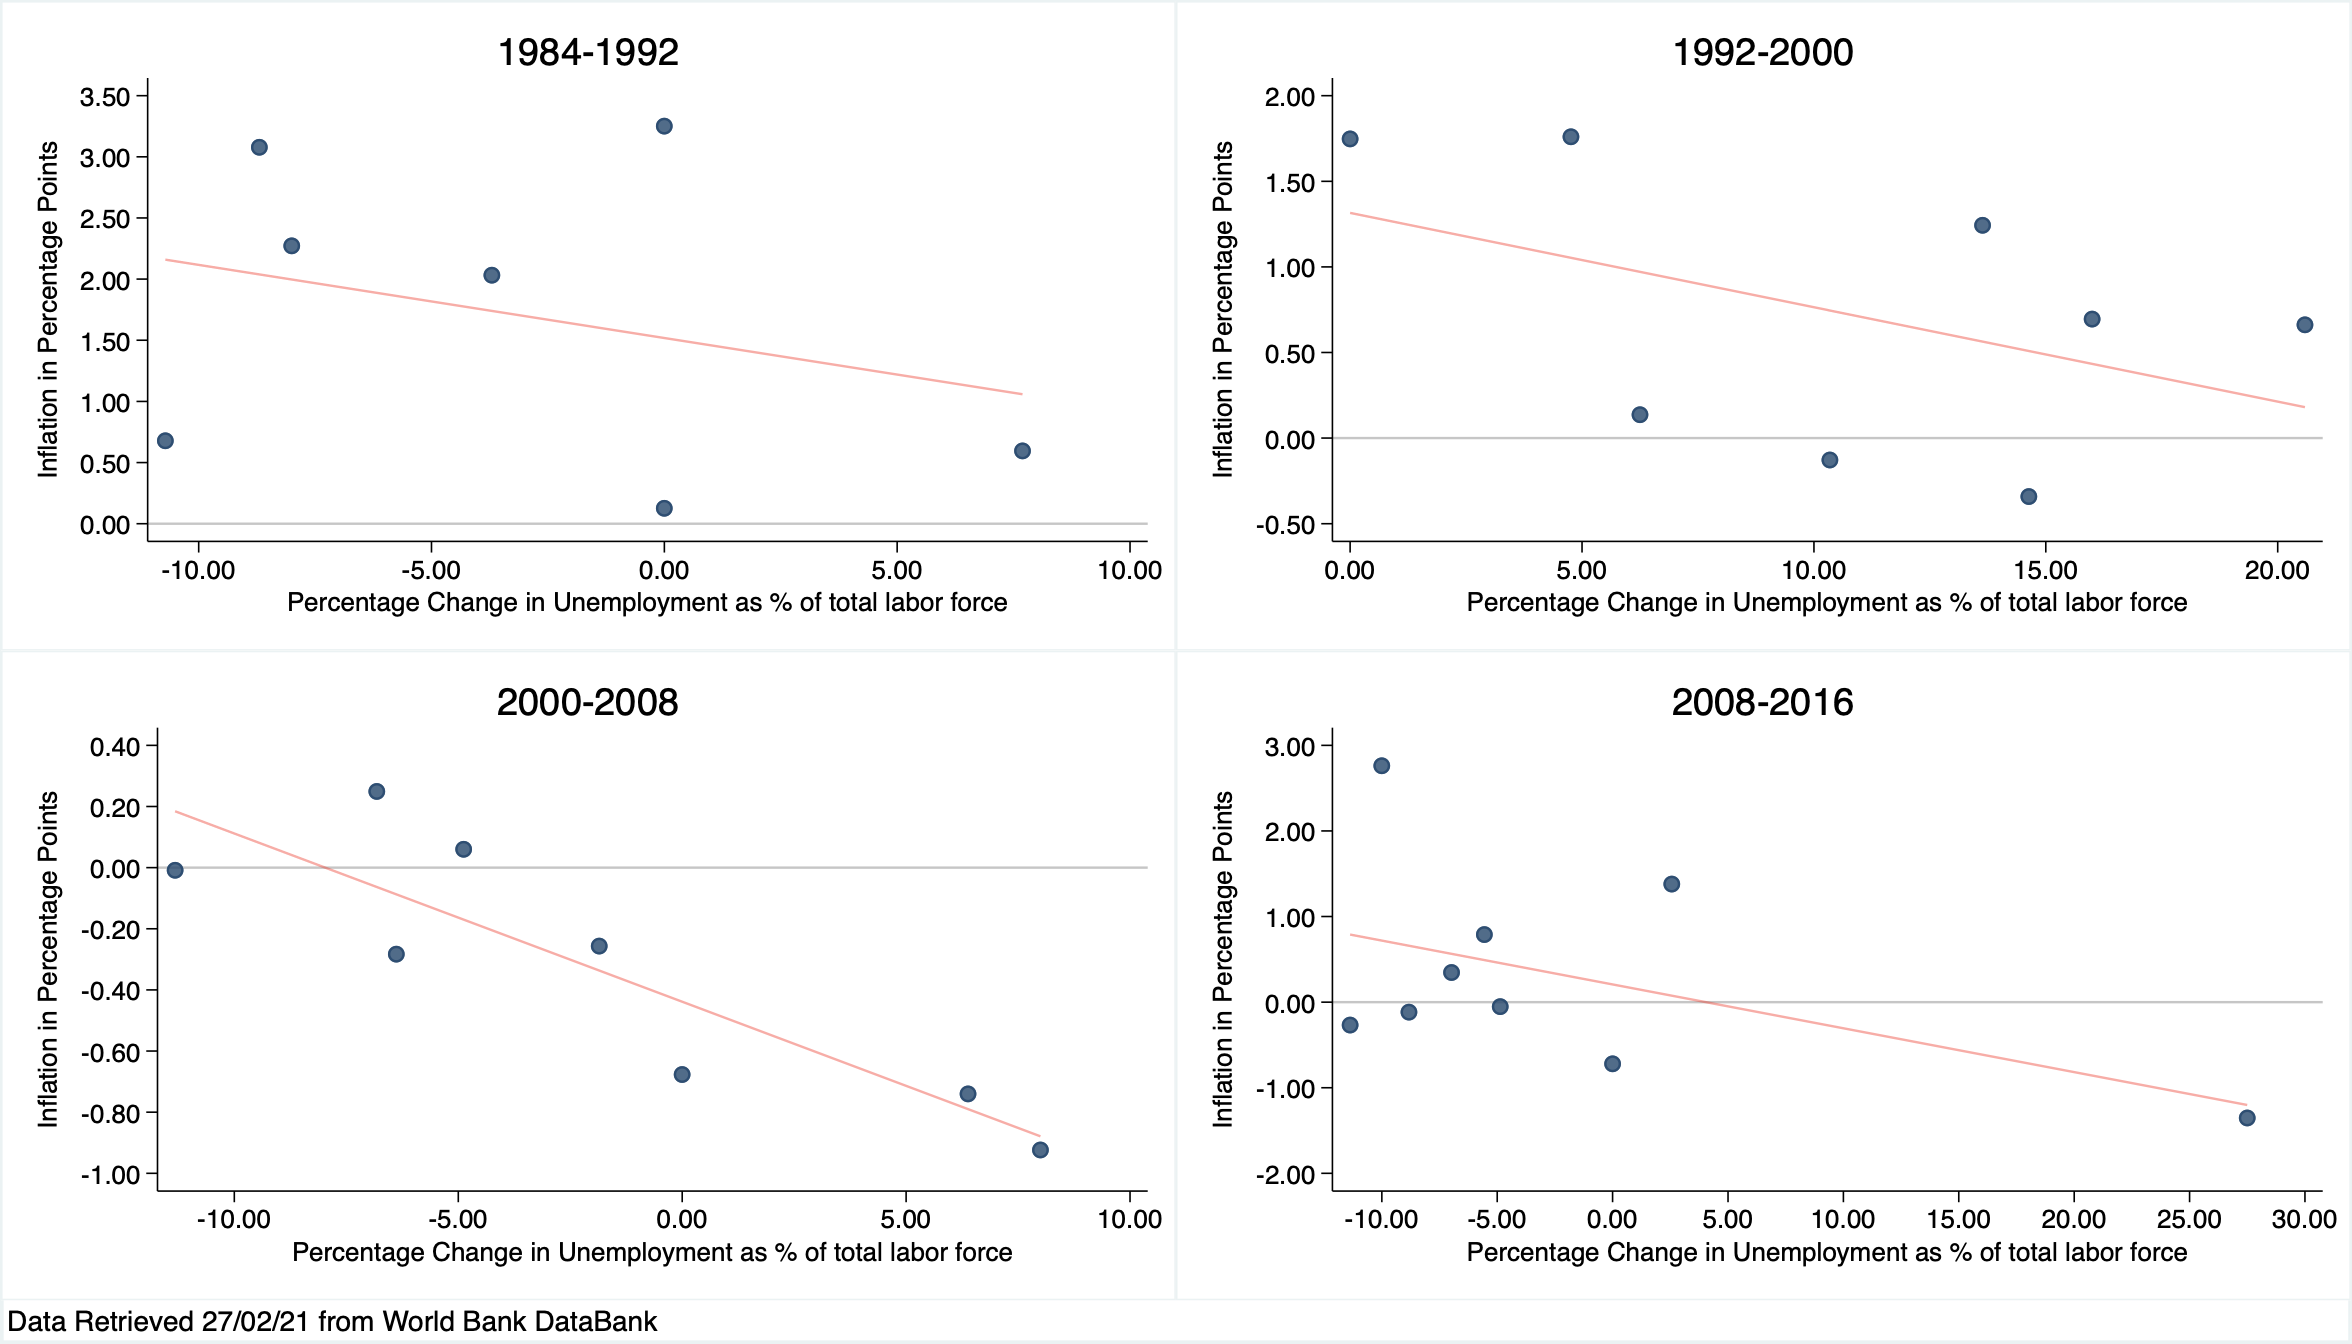 1984-1992
3.50
3.00
2.50
2.00
1.50
1.00
0.50
0.00
Inflation in Percentage Points
-10.00 -5.00 0.00 5.00 10.00
Percentage Change in Unemployment as % of total labor force
1992-2000
2.00
1.50
1.00
0.50
0.00
-0.50
Inflation in Percentage Points
0.00 5.00 10.00 15.00 20.00
Percentage Change in Unemployment as % of total labor force
2000-2008
0.40
0.20
0.00
-0.20
-0.40
-0.60
-0.80
-1.00
Inflation in Percentage Points
-10.00 -5.00 0.00 5.00 10.00
Percentage Change in Unemployment as % of total labor force
2008-2016
3.00
2.00
1.00
0.00
-1.00
-2.00
Inflation in Percentage Points
-10.00 -5.00 0.00 5.00 10.00 15.00 20.00 25.00 30.00
Percentage Change in Unemployment as % of total labor force
Data Retrieved 27/02/21 from World Bank DataBank